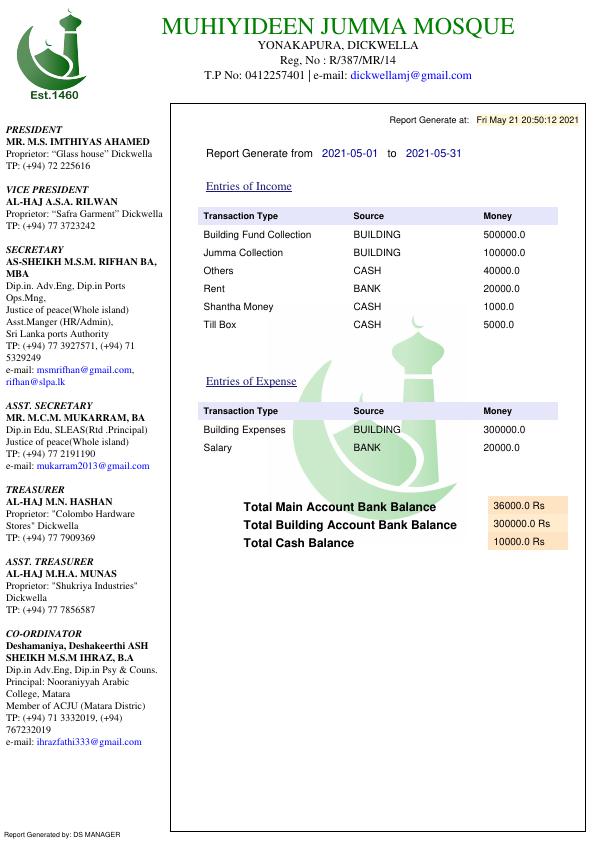 MUHIYIDEEN JUMMA MOSQUE
YONAKAPURA, DICKWELLA
Reg, No : R/387/MR/14
T.P No: 0412257401 | e-mail: dickwellamj@gmail.com
Est.1460
PRESIDENT
MR. M.S. IMTHIYAS AHAMED
Proprietor: “Glass house” Dickwella
TP: (+94) 72 225616
VICE PRESIDENT
AL-HAJ A.S.A. RILWAN
Proprietor: “Safra Garment” Dickwella
TP: (+94) 77 3723242
SECRETARY
AS-SHEIKH M.S.M. RIFHAN BA,
MBA
Dip.in. Adv.Eng, Dip.in Ports
Ops.Mng,
Justice of peace(Whole island)
Asst.Manger (HR/Admin),
Sri Lanka ports Authority
TP: (+94) 77 3927571, (+94) 71
5329249
e-mail: msmrifhan@gmail.com,
rifhan@slpa.lk
ASST. SECRETARY
MR. M.C.M. MUKARRAM, BA
Dip.in Edu, SLEAS(Rtd .Principal)
Justice of peace(Whole island)
TP: (+94) 77 2191190
e-mail: mukarram2013@gmail.com
TREASURER
AL-HAJ M.N. HASHAN
Proprietor: "Colombo Hardware
Stores" Dickwella
TP: (+94) 77 7909369
ASST. TREASURER
AL-HAJ M.H.A. MUNAS
Proprietor: "Shukriya Industries"
Dickwella
TP: (+94) 77 7856587
CO-ORDINATOR
Deshamaniya, Deshakeerthi ASH
SHEIKH M.S.M IHRAZ, B.A
Dip.in Adv.Eng, Dip.in Psy & Couns.
Principal: Nooraniyyah Arabic
College, Matara
Member of ACJU (Matara Distric)
TP: (+94) 71 3332019, (+94)
767232019
e-mail: ihrazfathi333@gmail.com
Report Generate at: Fri May 21 20:50:12 2021
Report Generate from 2021-05-01 to 2021-05-31
Entries of Income
Transaction Type Source Money
Building Fund Collection BUILDING 500000.0
Jumma Collection BUILDING 100000.0
Others CASH 40000.0
Rent BANK 20000.0
Shantha Money CASH 1000.0
Till Box CASH 5000.0
Entries of Expense
Transaction Type Source Money
Building Expenses BUILDING 300000.0
Salary BANK 20000.0
Total Main Account Bank Balance 36000.0 Rs
Total Building Account Bank Balance 300000.0 Rs
Total Cash Balance 10000.0 Rs
Report Generated by: DS MANAGER